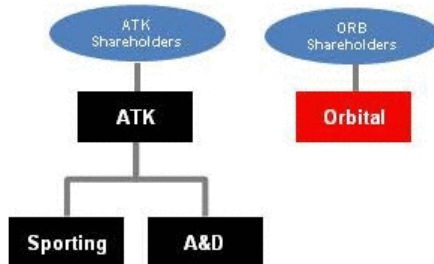 ATK
Shareholders
ORB
Shareholders
ATK
Orbital
Sporting
A&D